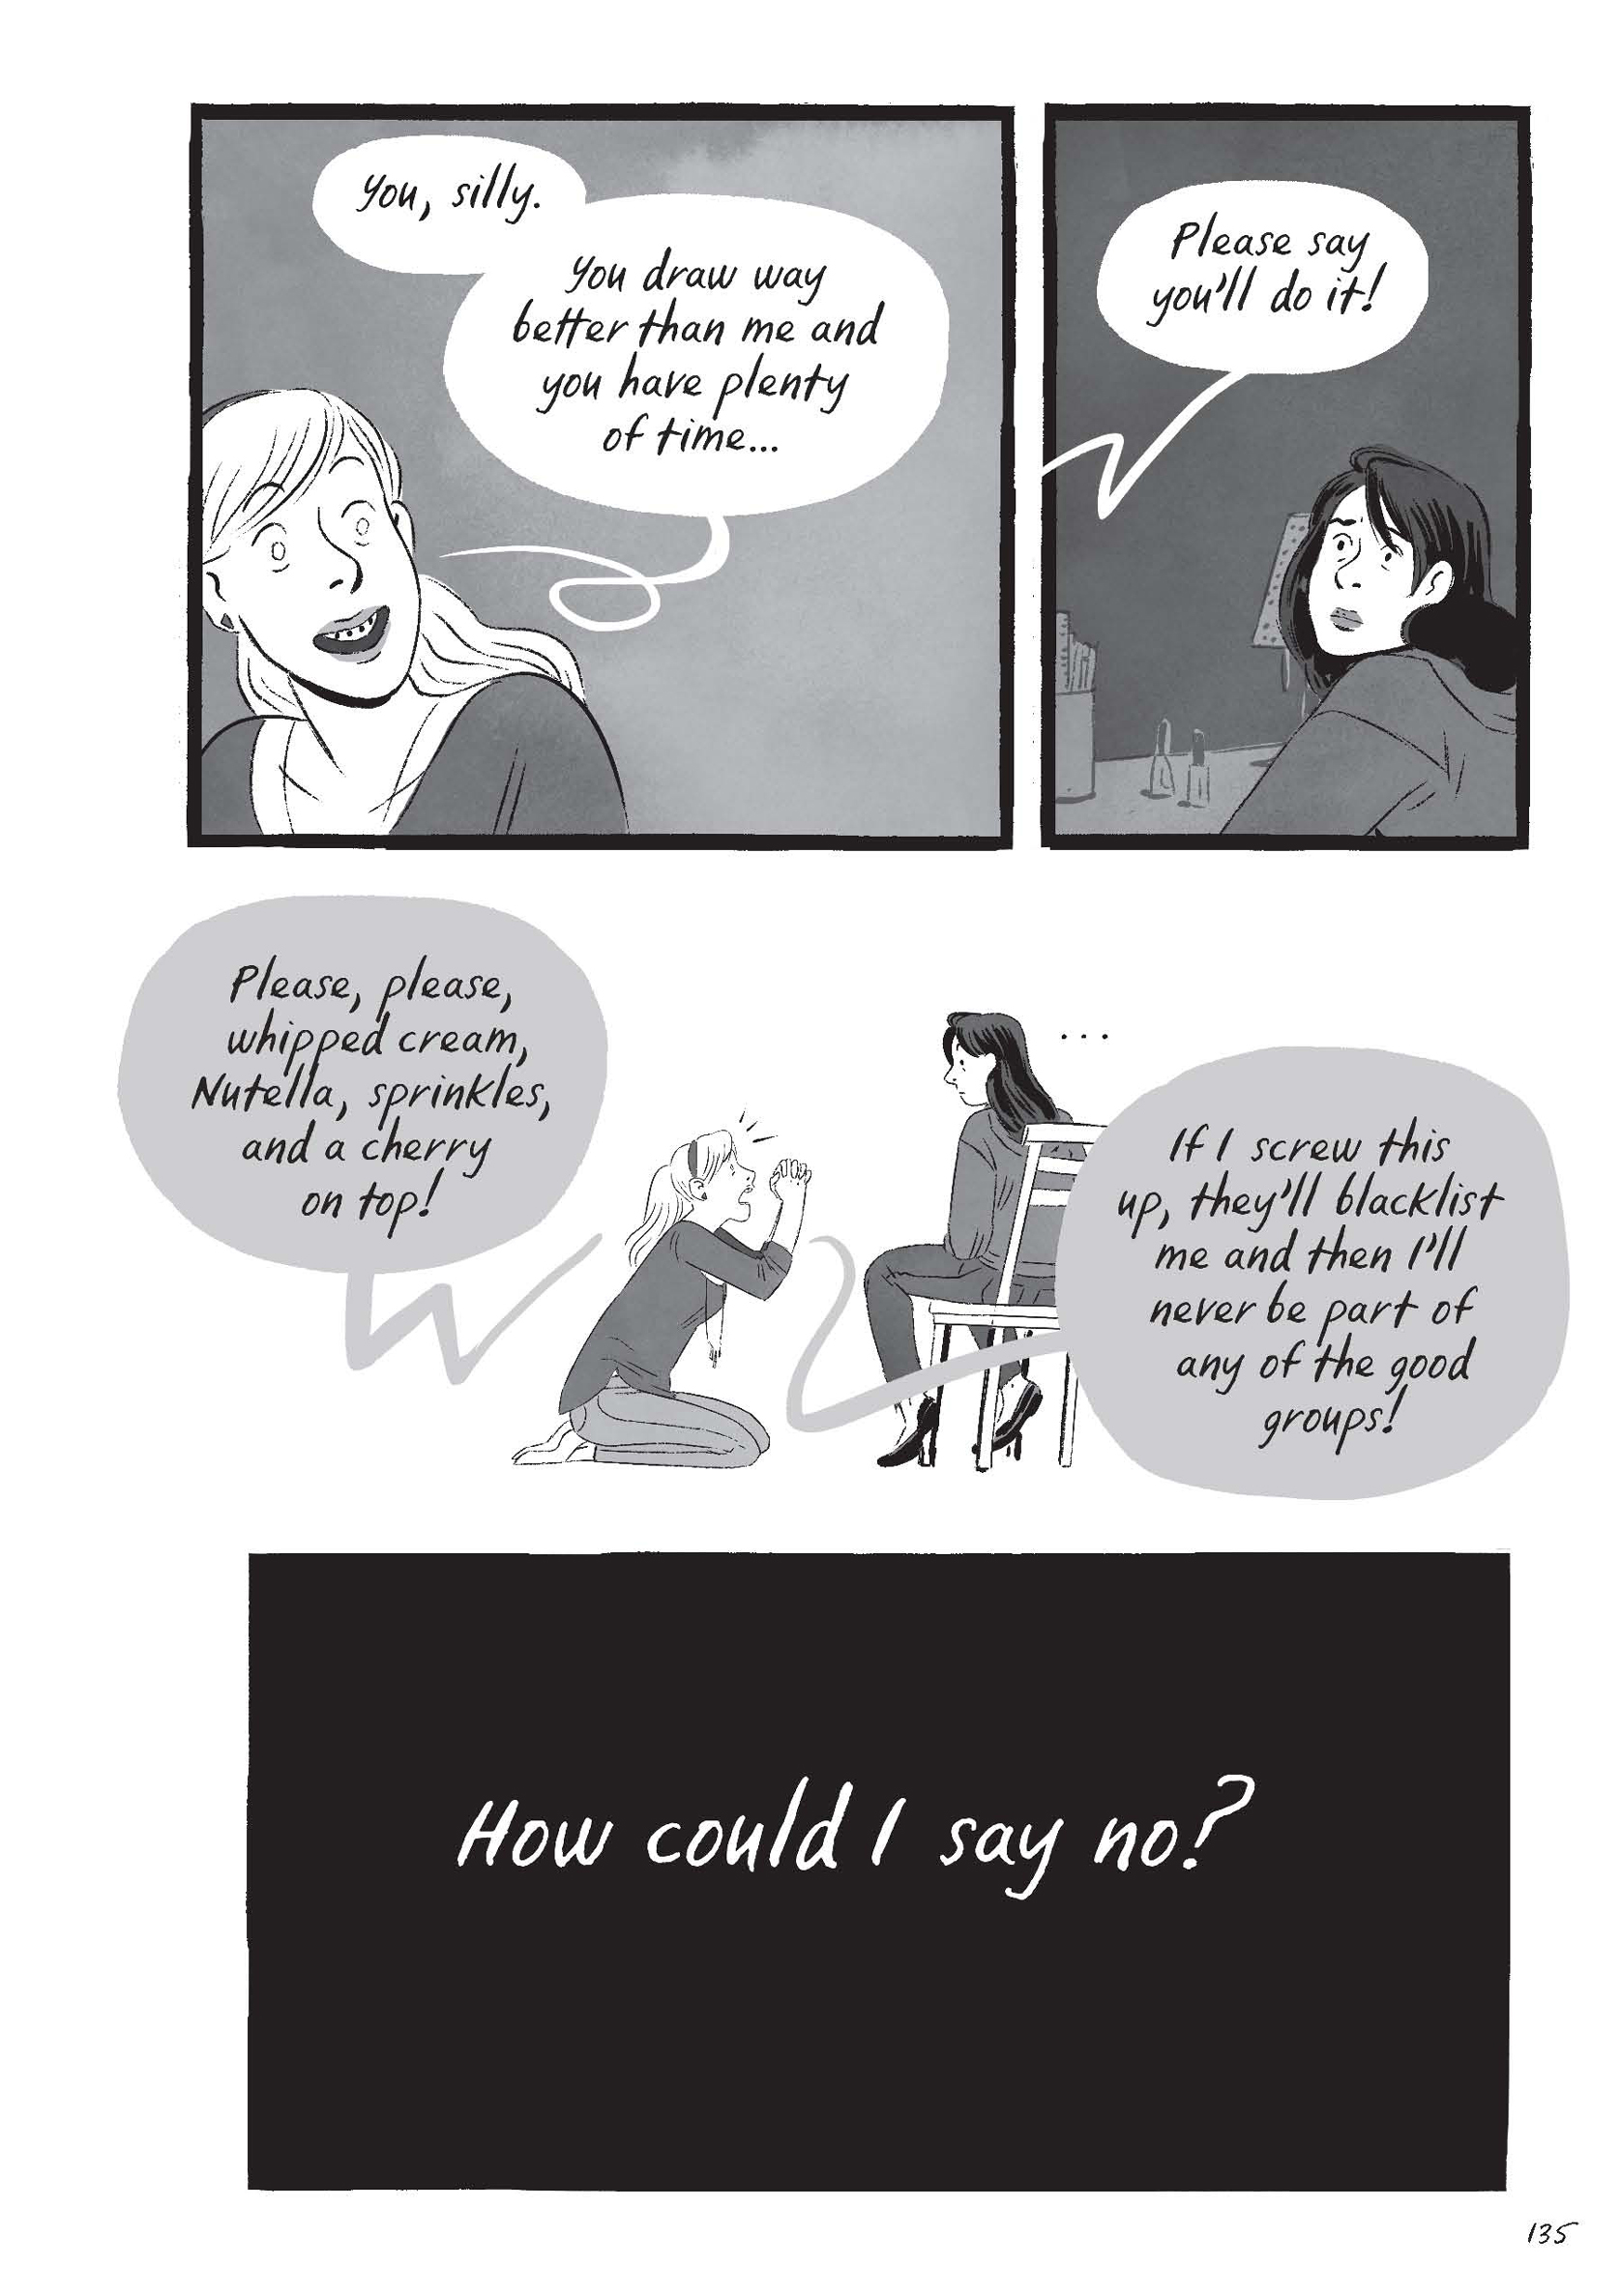 You, silly.
You draw way
better than me and
you have plenty
of time...
Please say
you'll do it!
Please, please,
whipped cream,
Nutella, sprinkles,
and a cherry
on top!
...
If I screw this
up, they'll blacklist
me and then I'll
never be part of
any of the good
groups!
How could I say no?
135